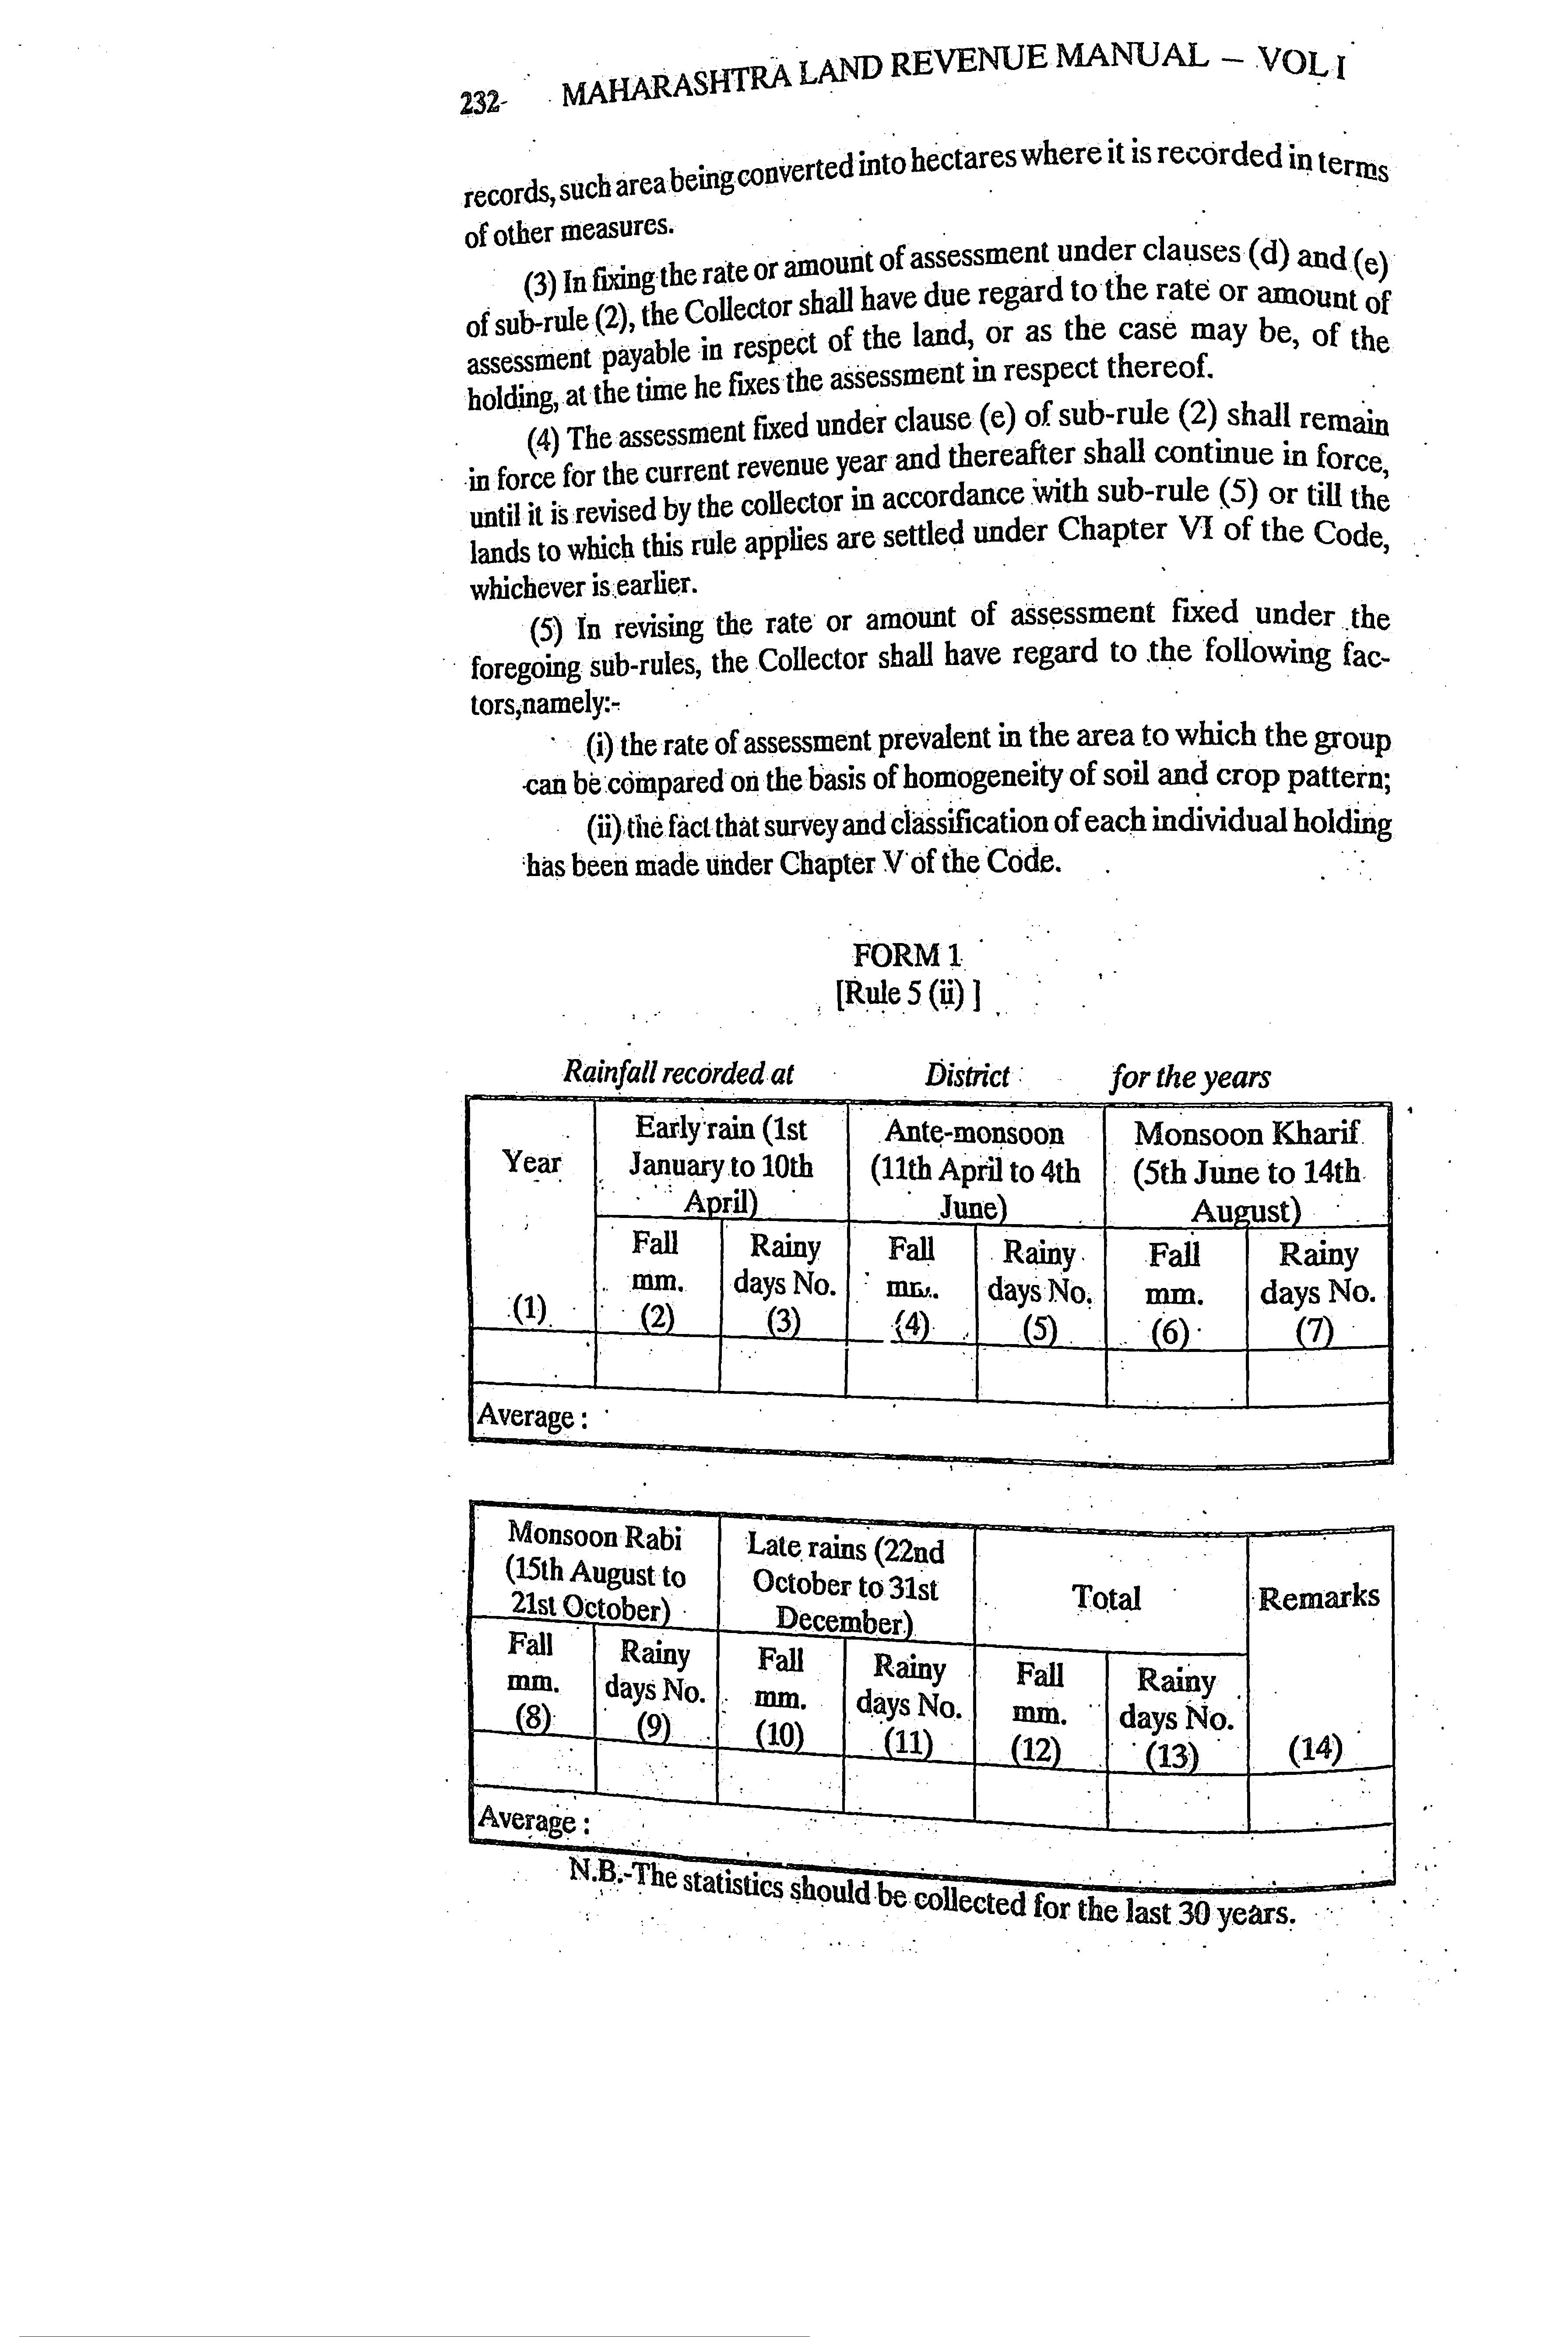 232- MAHARASHTRA LAND REVENUE MANUAL – VOL I
records, such area being converted into hectares where it is recorded in terms
of other measures.
(3) In fixing the rate or amount of assessment under clauses (d) and (e)
of sub-rule (2), the Collector shall have due regard to the rate or amount of
assessment payable in respect of the land, or as the case may be, of the
holding, at the time he fixes the assessment in respect thereof.
(4) The assessment fixed under clause (e) of sub-rule (2) shall remain
in force for the current revenue year and thereafter shall continue in force,
until it is revised by the collector in accordance with sub-rule (5) or till the
lands to which this rule applies are settled under Chapter VI of the Code,
whichever is earlier.
(5) In revising the rate or amount of assessment fixed under the
foregoing sub-rules, the Collector shall have regard to the following fac-
tors,namely:-
(i) the rate of assessment prevalent in the area to which the group
can be compared on the basis of homogeneity of soil and crop pattern;
(ii) the fact that survey and classification of each individual holding
has been made under Chapter V of the Code.
FORM 1
[Rule 5 (ii) ]
Rainfall recorded at District for the years
Early rain (1st Ante-monsoon Monsoon Kharif
Year January to 10th (11th April to 4th (5th June to 14th
April) June) August)
Fall Rainy Fall Rainy Fall Rainy
mm. days No. mm. days No. mm. days No.
(1) (2) (3) (4) (5) (6) (7)
Average :
Monsoon Rabi Late rains (22nd
(15th August to October to 31st Total Remarks
21st October) December)
Fall Rainy Fall Rainy Fall Rainy
mm. days No. mm. days No. mm. days No.
(8) (9) (10) (11) (12) (13) (14)
Average :
N.B.-The statistics should be collected for the last 30 years.